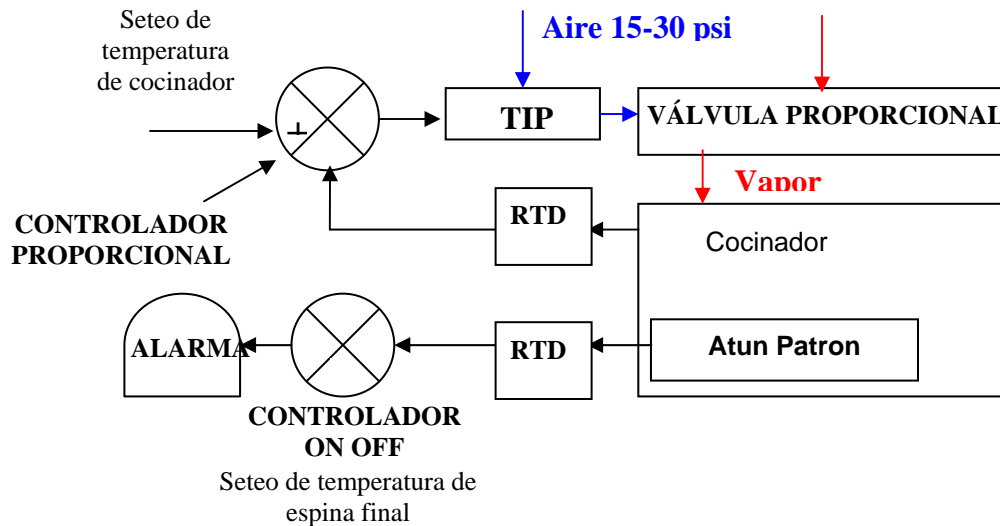 Seteo de
temperatura
de cocinador
Aire 15-30 psi
TIP
VÁLVULA PROPORCIONAL
Vapor
CONTROLADOR
PROPORCIONAL
RTD
Cocinador
ALARMA
RTD
Atun Patron
CONTROLADOR
ON OFF
Seteo de temperatura de
espina final